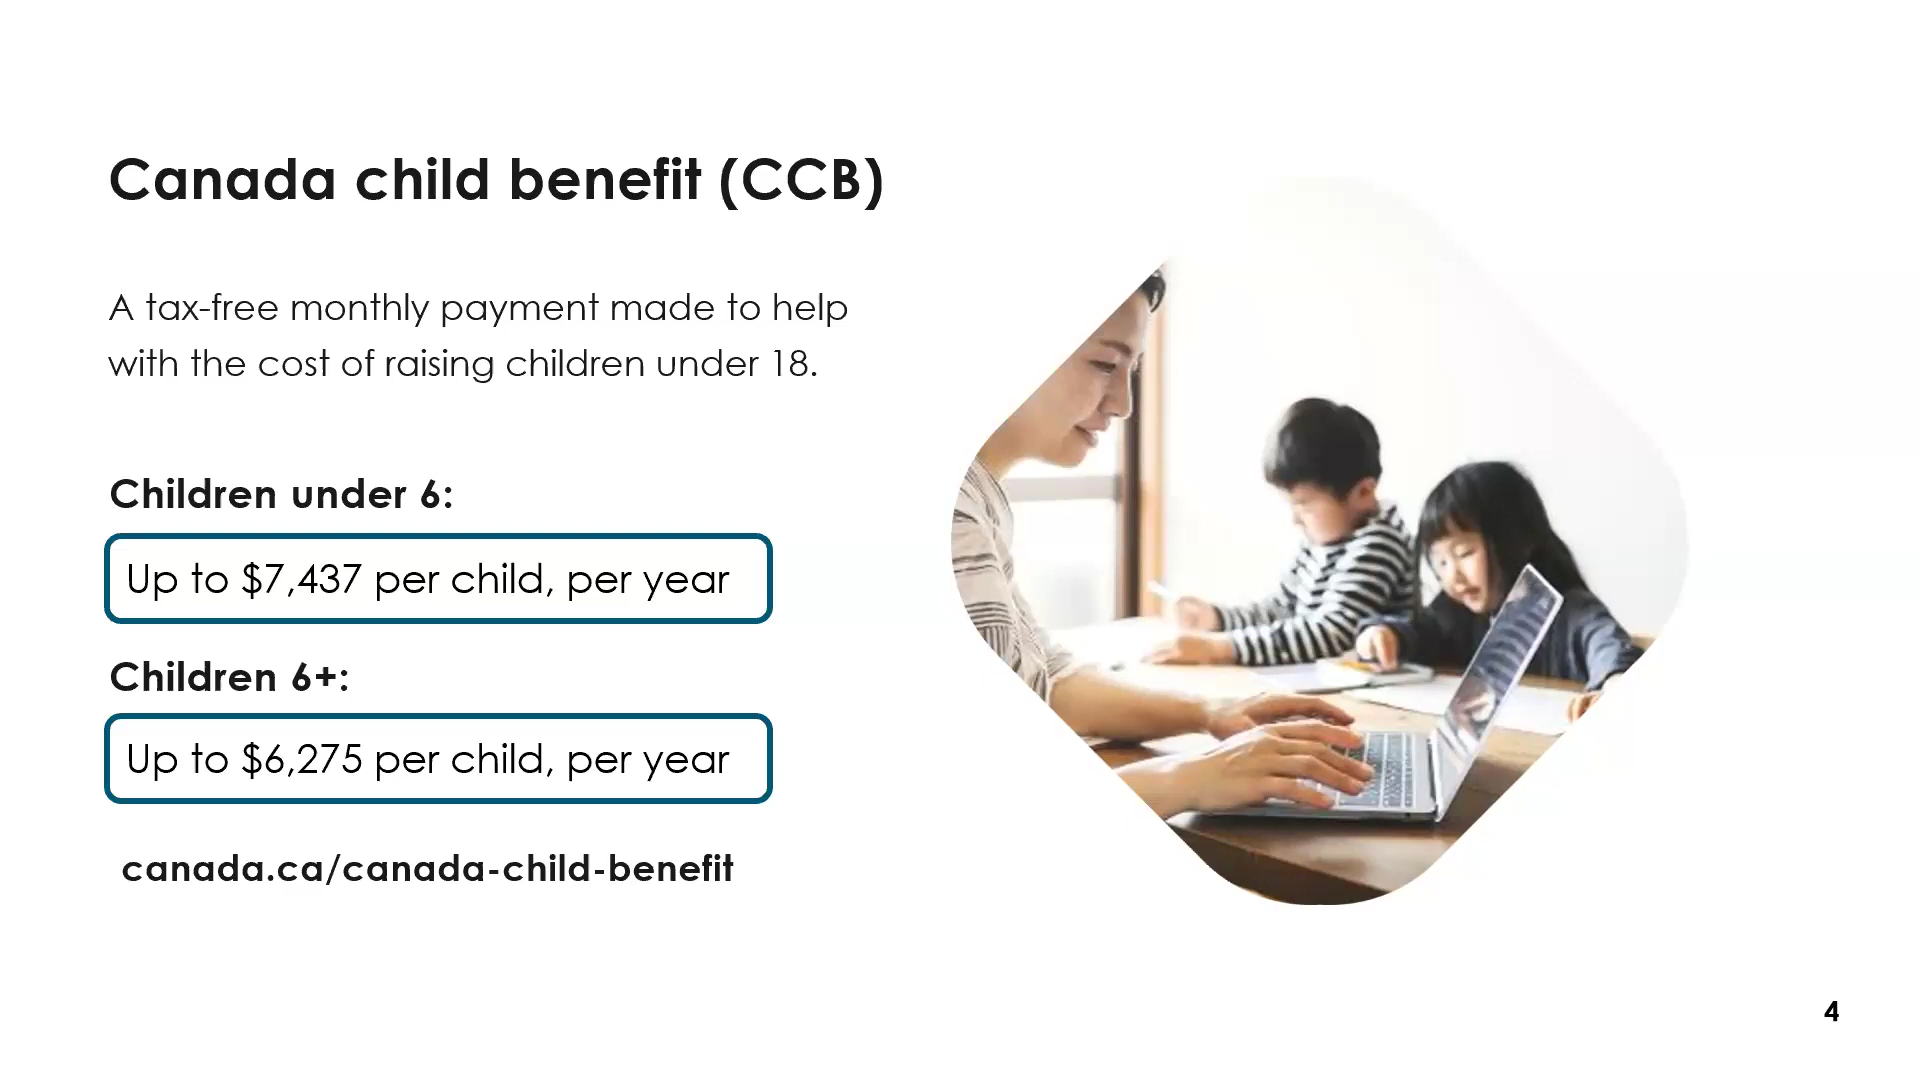 Canada child benefit (CCB)
A tax-free monthly payment made to help
with the cost of raising children under 18.
Children under 6:
Up to $7,437 per child, per year
Children 6+:
Up to $6,275 per child, per year
canada.ca/canada-child-benefit
4